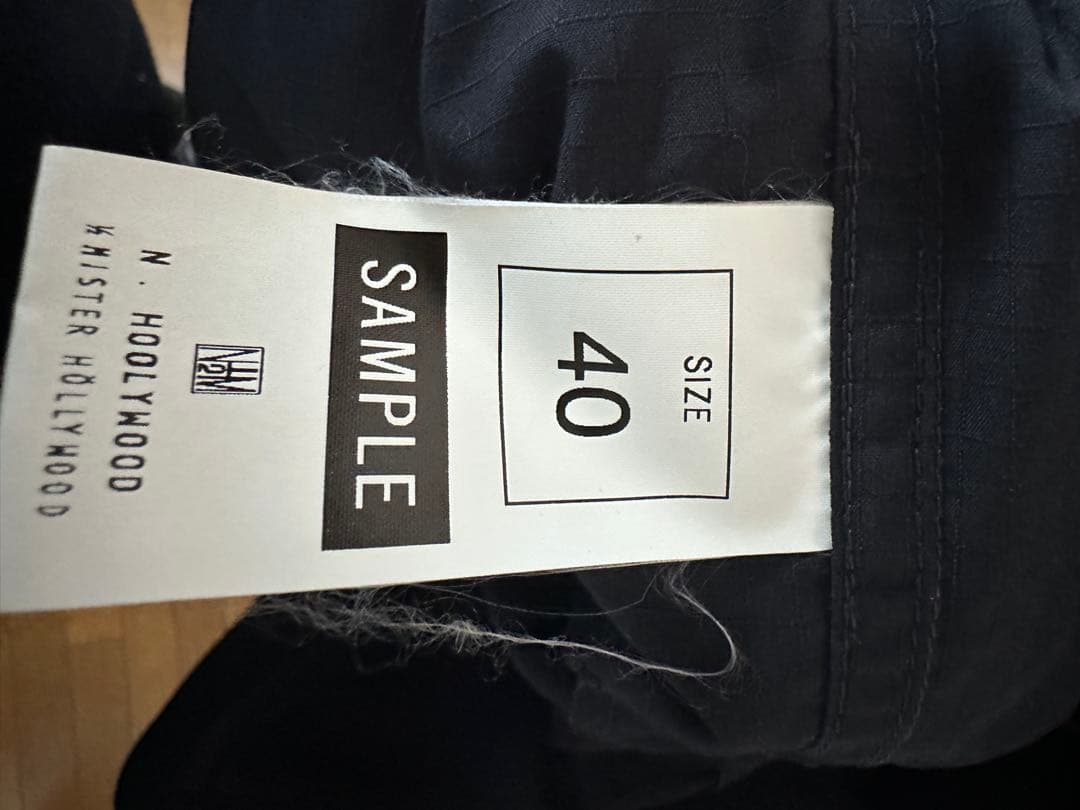 SIZE
40
SAMPLE
N . HOOLYWOOD
MISTER HOLLYWOOD